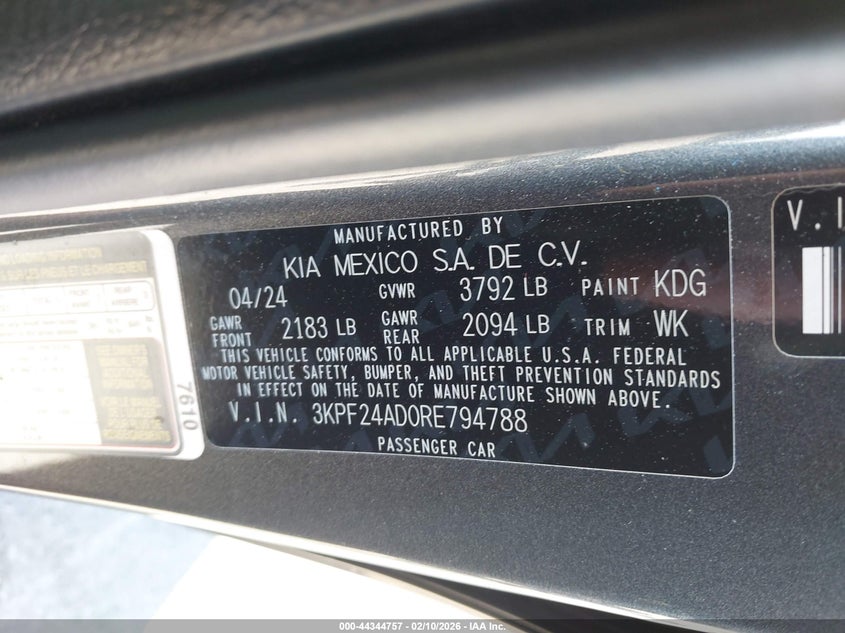 MANUFACTURED BY
KIA MEXICO S.A. DE C.V.
04/24 GVWR 3792 LB PAINT KDG
GAWR FRONT 2183 LB GAWR REAR 2094 LB TRIM WK
THIS VEHICLE CONFORMS TO ALL APPLICABLE U.S.A. FEDERAL
MOTOR VEHICLE SAFETY, BUMPER, AND THEFT PREVENTION STANDARDS
IN EFFECT ON THE DATE OF MANUFACTURE SHOWN ABOVE.
V.I.N. 3KPF24AD0RE794788
PASSENGER CAR
7610
V.I
000-44344757 - 02/10/2026 - IAA Inc.